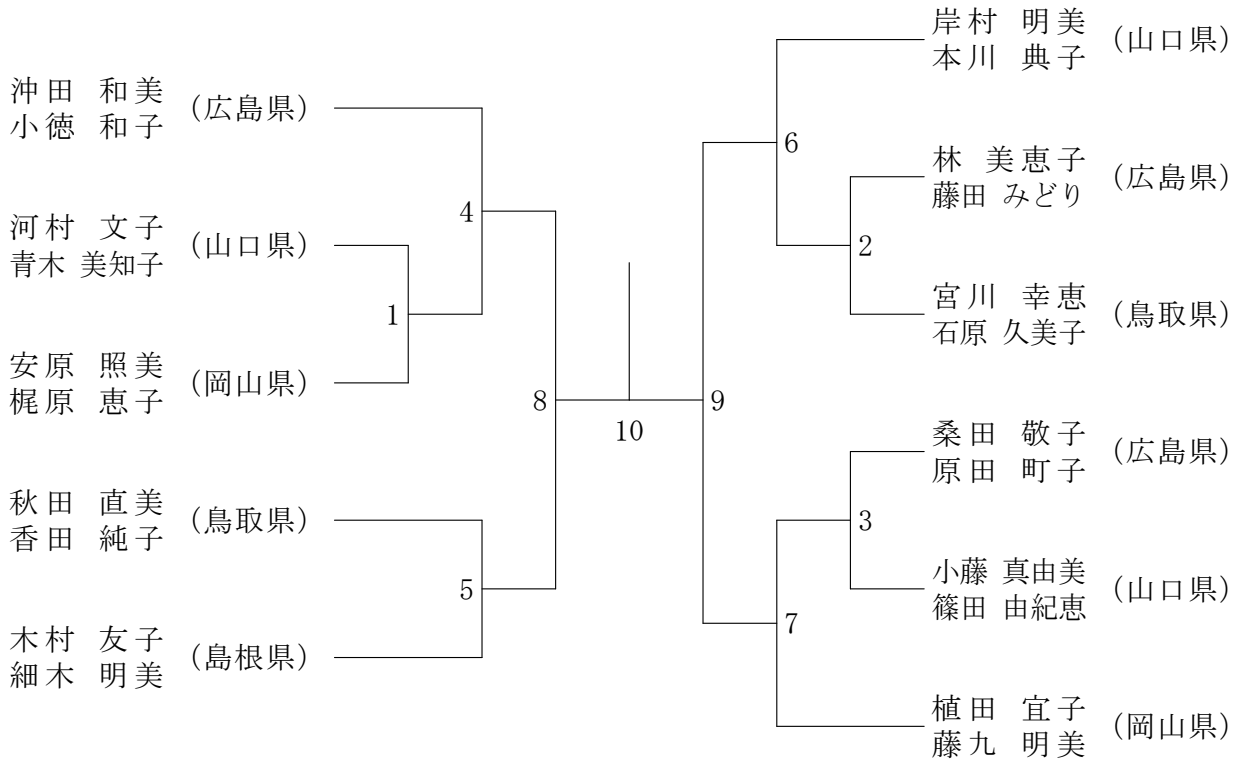 沖田 和美
小徳 和子
(広島県)
河村 文子
青木 美知子
(山口県)
安原 照美
梶原 恵子
(岡山県)
秋田 直美
香田 純子
(鳥取県)
木村 友子
細木 明美
(島根県)
4
1
8
5
10
岸村 明美
本川 典子
(山口県)
林 美恵子
藤田 みどり
(広島県)
宮川 幸恵
石原 久美子
(鳥取県)
桑田 敬子
原田 町子
(広島県)
小藤 真由美
篠田 由紀恵
(山口県)
植田 宜子
藤九 明美
(岡山県)
6
2
9
3
7